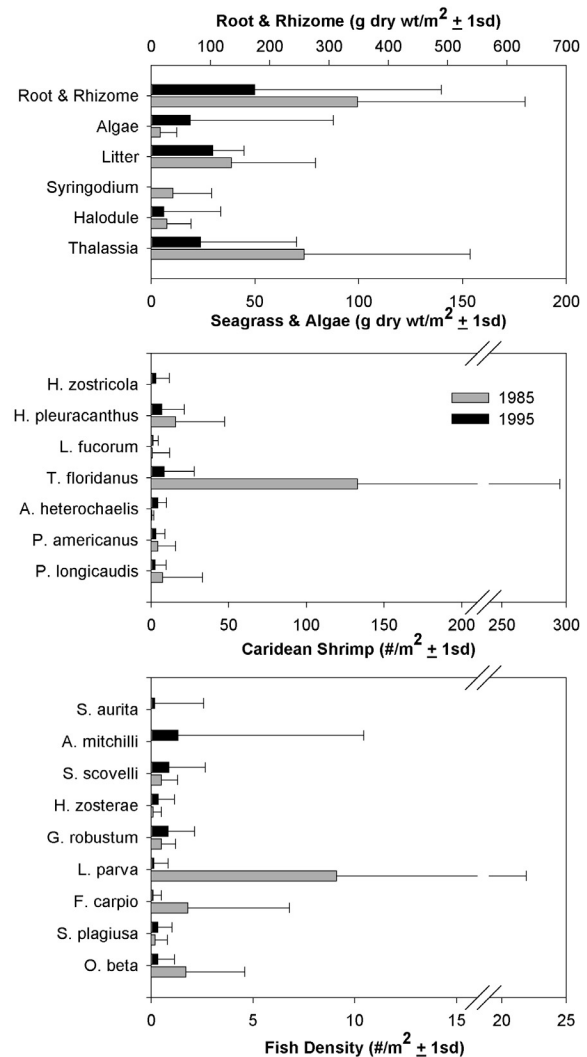 Root & Rhizome (g dry wt/m² ± 1sd)
0 100 200 300 400 500 600 700
Root & Rhizome
Algae
Litter
Syringodium
Halodule
Thalassia
0 50 100 150 200
Seagrass & Algae (g dry wt/m² ± 1sd)
H. zostricola
H. pleuracanthus
L. fucorum
T. floridanus
A. heterochaelis
P. americanus
P. longicaudis
1985
1995
0 50 100 150 200 250 300
Caridean Shrimp (#/m² ± 1sd)
S. aurita
A. mitchilli
S. scovelli
H. zosterae
G. robustum
L. parva
F. carpio
S. plagiusa
O. beta
0 5 10 15 20 25
Fish Density (#/m² ± 1sd)